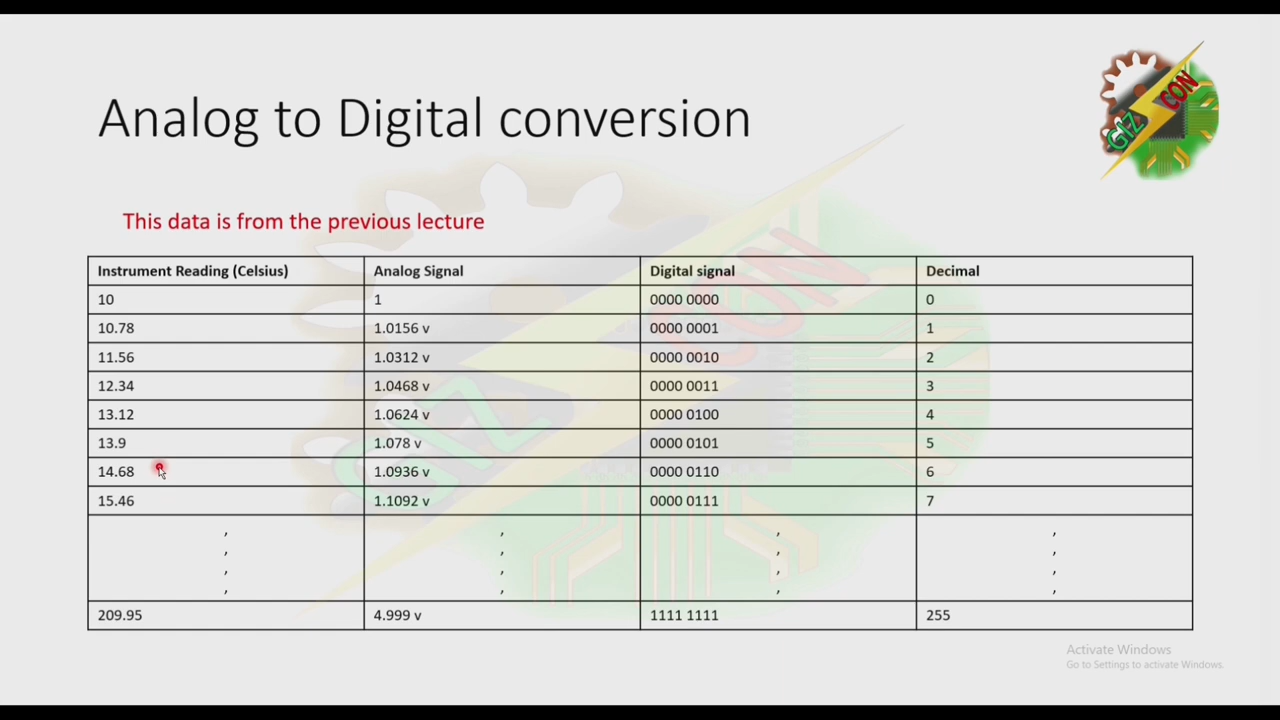 GIZ CON
Analog to Digital conversion
This data is from the previous lecture
Instrument Reading (Celsius) Analog Signal Digital signal Decimal
10 1 0000 0000 0
10.78 1.0156 v 0000 0001 1
11.56 1.0312 v 0000 0010 2
12.34 1.0468 v 0000 0011 3
13.12 1.0624 v 0000 0100 4
13.9 1.078 v 0000 0101 5
14.68 1.0936 v 0000 0110 6
15.46 1.1092 v 0000 0111 7
, , , ,
, , , ,
, , , ,
, , , ,
209.95 4.999 v 1111 1111 255
GIZ CON
Activate Windows
Go to Settings to activate Windows.